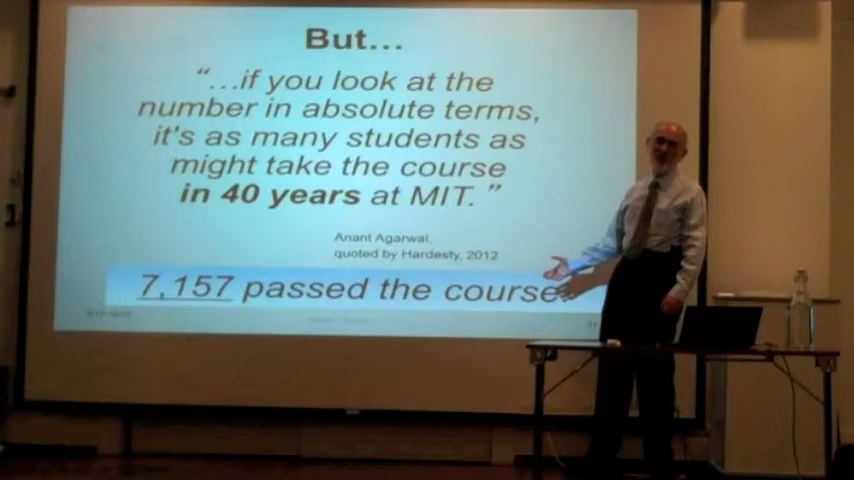 But...
“...if you look at the
number in absolute terms,
it's as many students as
might take the course
in 40 years at MIT. ”
Anant Agarwal,
quoted by Hardesty, 2012
7,157 passed the course.